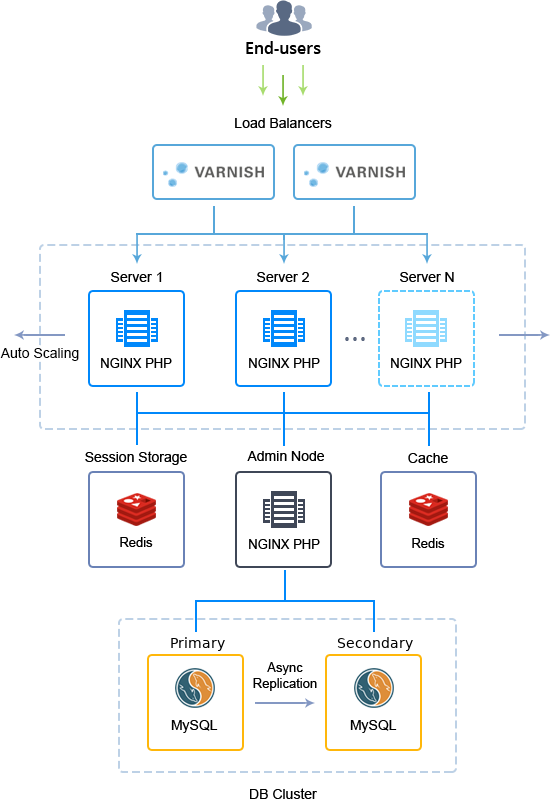 End-users
Load Balancers
VARNISH
VARNISH
Server 1
Server 2
Server N
NGINX PHP
NGINX PHP
...
NGINX PHP
Auto Scaling
Session Storage
Admin Node
Cache
Redis
NGINX PHP
Redis
Primary
Secondary
Async
Replication
MySQL
MySQL
DB Cluster